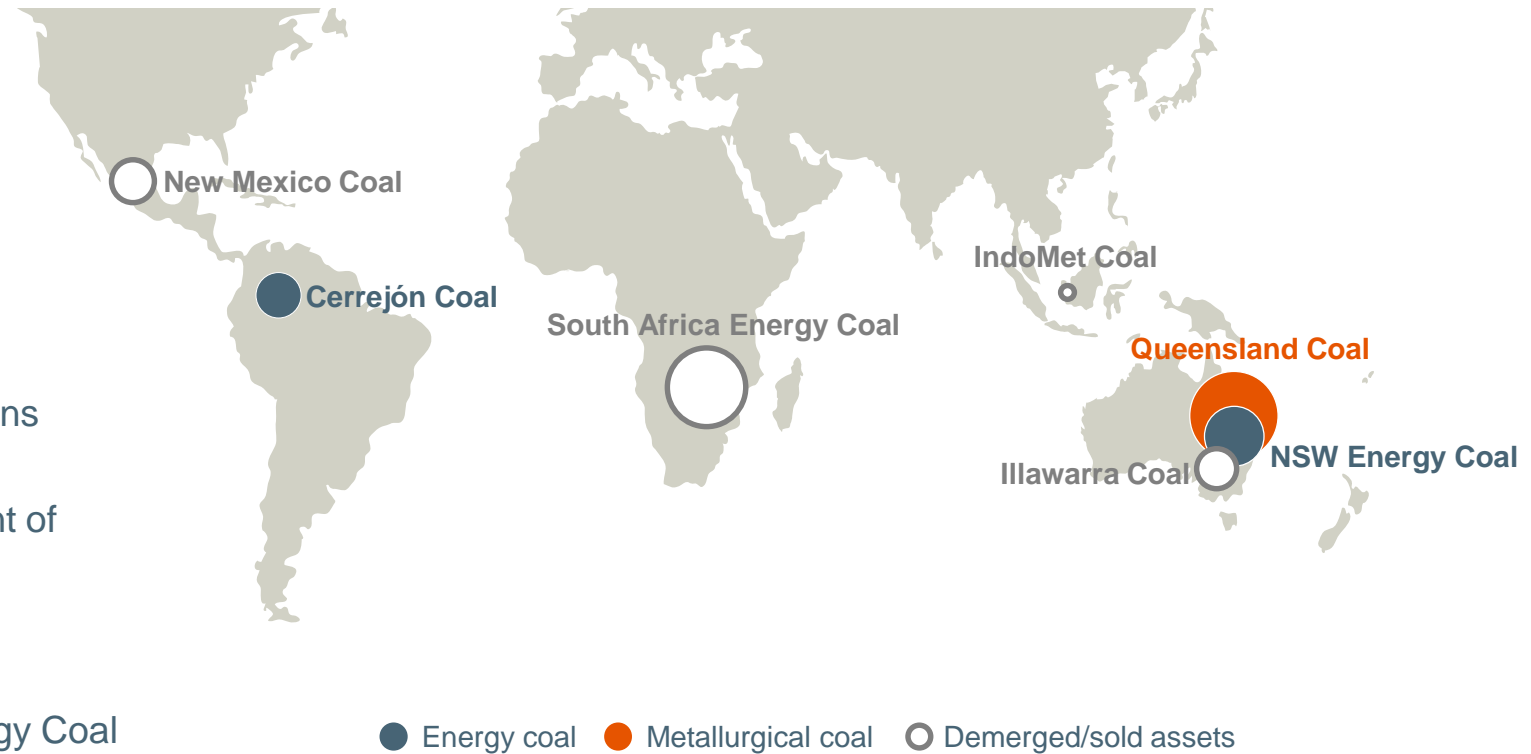 New Mexico Coal
IndoMet Coal
Cerrejón Coal
South Africa Energy Coal
Queensland Coal
ns
NSW Energy Coal
Illawarra Coal
nt of
gy Coal
Energy coal
Metallurgical coal
Demerged/sold assets